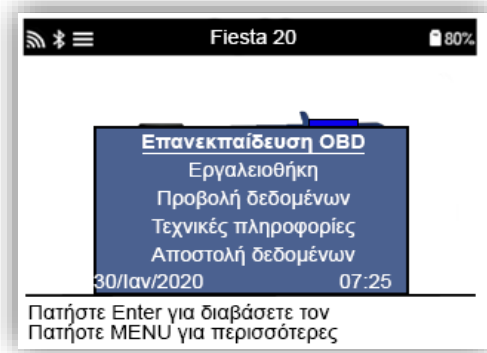 Fiesta 20 80%
Επανεκπαίδευση OBD
Εργαλειοθήκη
Προβολή δεδομένων
Τεχνικές πληροφορίες
Αποστολή δεδομένων
30/Ιαν/2020 07:25
Πατήστε Enter για διαβάσετε τον
Πατήοτε MENU για περισσότερες